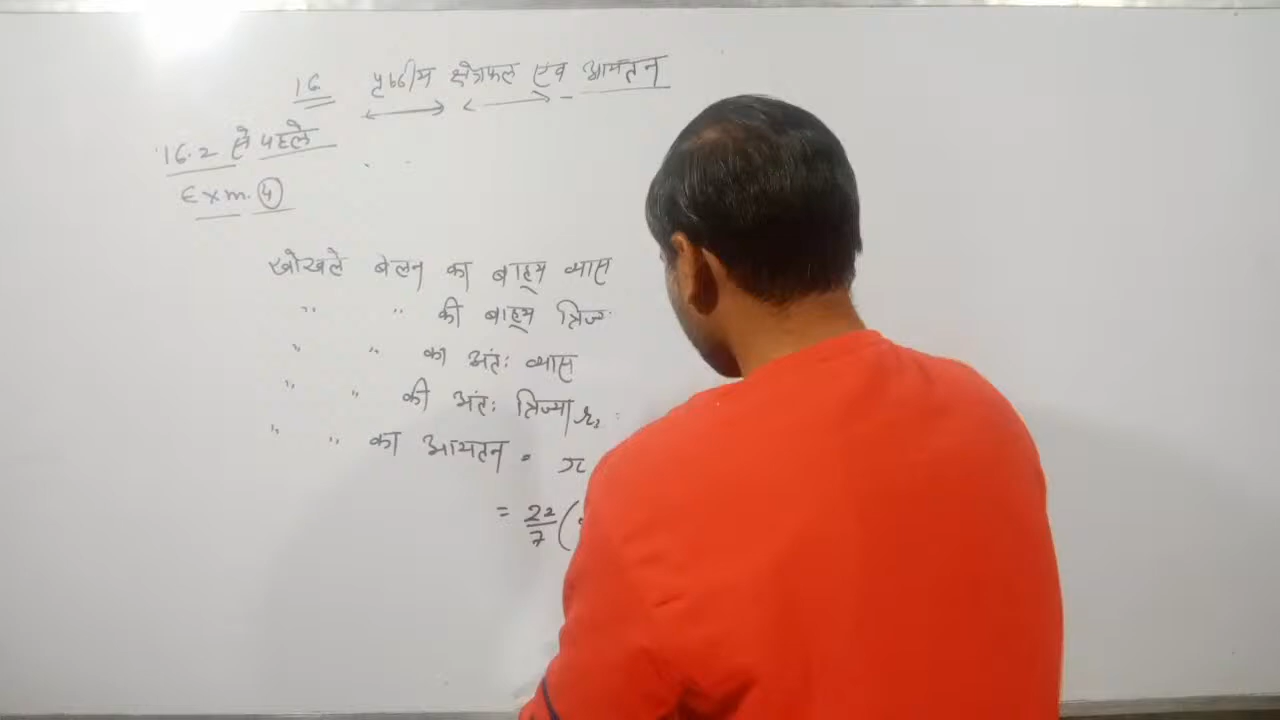 16 पृष्ठीय क्षेत्रफल एवं आयतन
16.2 से पहले
Exm. 4
खोखले बेलन का बाह्य व्यास
" " की बाह्य त्रिज्
" " का अंतः व्यास
" " की अंतः त्रिज्या r₂
" " का आयतन = π
= 22/7 (